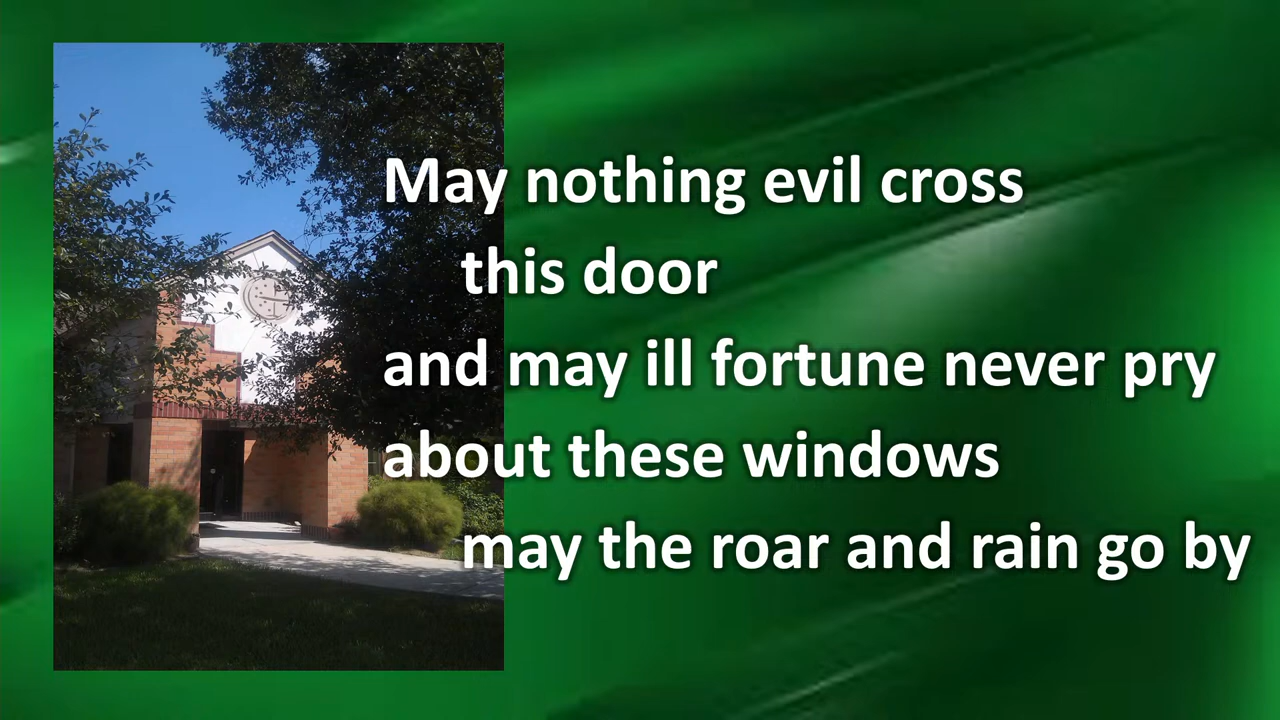 May nothing evil cross
this door
and may ill fortune never pry
about these windows
may the roar and rain go by